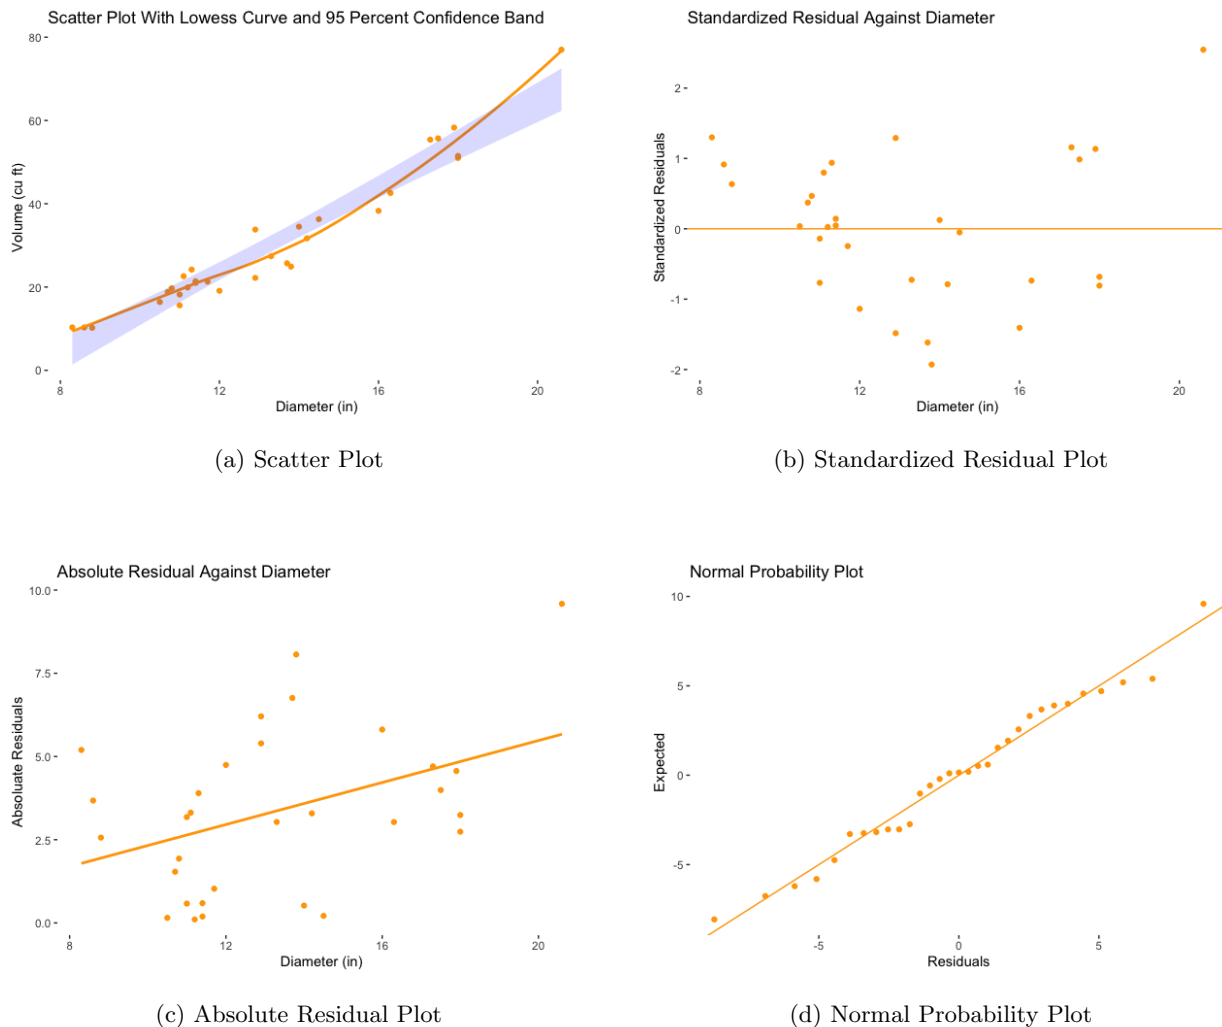 Scatter Plot With Lowess Curve and 95 Percent Confidence Band
80
60
40
20
0
Volume (cu ft)
8 12 16 20
Diameter (in)
(a) Scatter Plot
Standardized Residual Against Diameter
2
1
0
-1
-2
Standardized Residuals
8 12 16 20
Diameter (in)
(b) Standardized Residual Plot
Absolute Residual Against Diameter
10.0
7.5
5.0
2.5
0.0
Absoluate Residuals
8 12 16 20
Diameter (in)
(c) Absolute Residual Plot
Normal Probability Plot
10
5
0
-5
Expected
-5 0 5
Residuals
(d) Normal Probability Plot